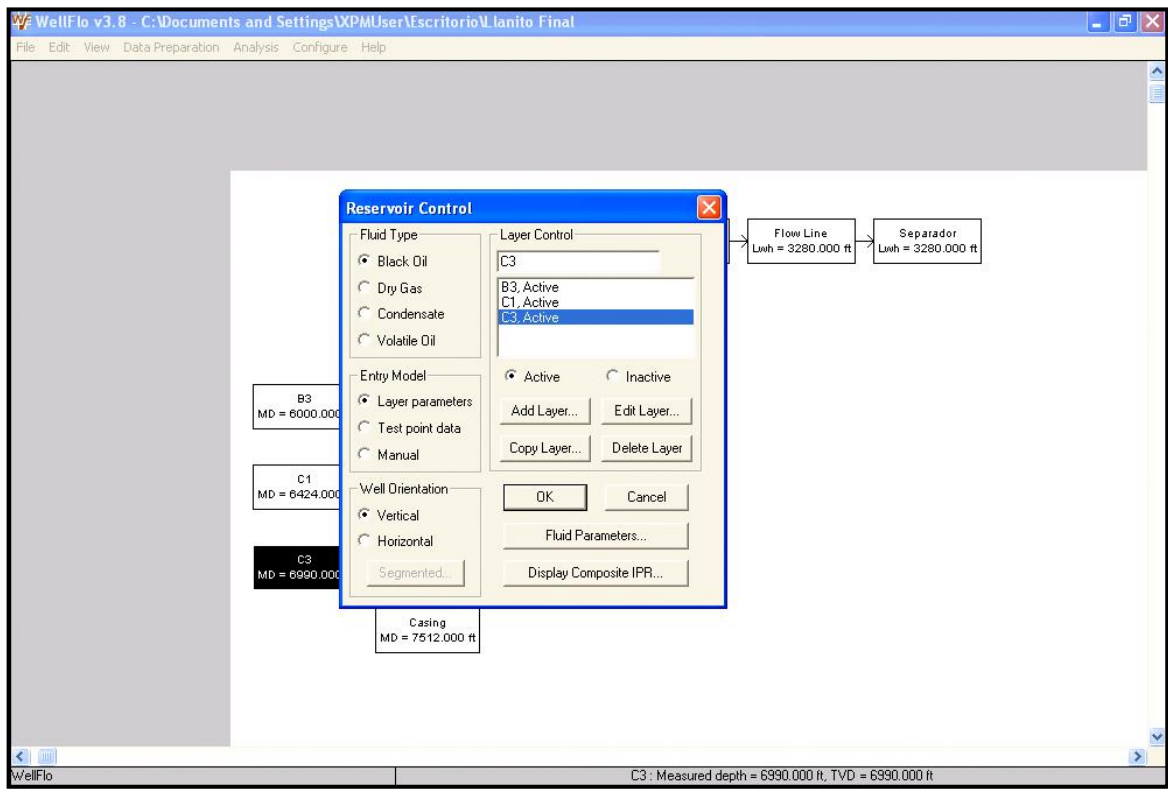 WellFlo v3.8 - C:\Documents and Settings\XPMUser\Escritorio\Llanito Final
File Edit View Data Preparation Analysis Configure Help
Reservoir Control
Fluid Type
Black Oil
Dry Gas
Condensate
Volatile Oil
Entry Model
Layer parameters
Test point data
Manual
Well Orientation
Vertical
Horizontal
Segmented...
Layer Control
C3
B3, Active
C1, Active
C3, Active
Active Inactive
Add Layer... Edit Layer...
Copy Layer... Delete Layer
OK Cancel
Fluid Parameters...
Display Composite IPR...
Flow Line
Lwh = 3280.000 ft
Separador
Lwh = 3280.000 ft
B3
MD = 6000.000
C1
MD = 6424.000
C3
MD = 6990.000
Casing
MD = 7512.000 ft
WellFlo
C3 : Measured depth = 6990.000 ft, TVD = 6990.000 ft